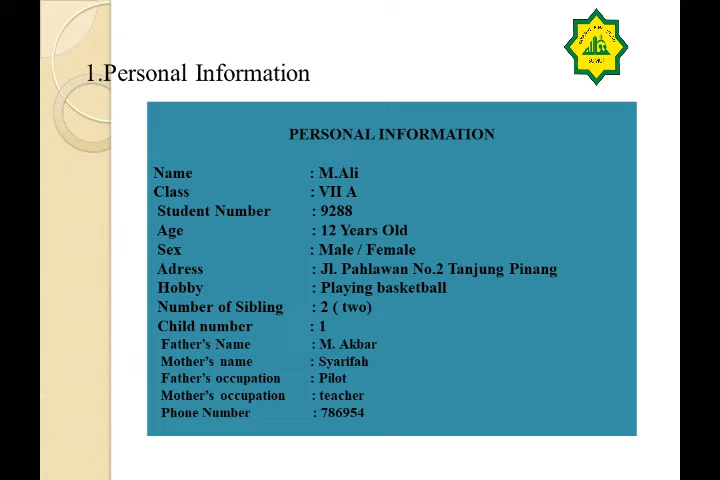 1.Personal Information
SUMUT
PERSONAL INFORMATION
Name : M.Ali
Class : VII A
Student Number : 9288
Age : 12 Years Old
Sex : Male / Female
Adress : Jl. Pahlawan No.2 Tanjung Pinang
Hobby : Playing basketball
Number of Sibling : 2 ( two)
Child number : 1
Father's Name : M. Akbar
Mother's name : Syarifah
Father's occupation : Pilot
Mother's occupation : teacher
Phone Number : 786954